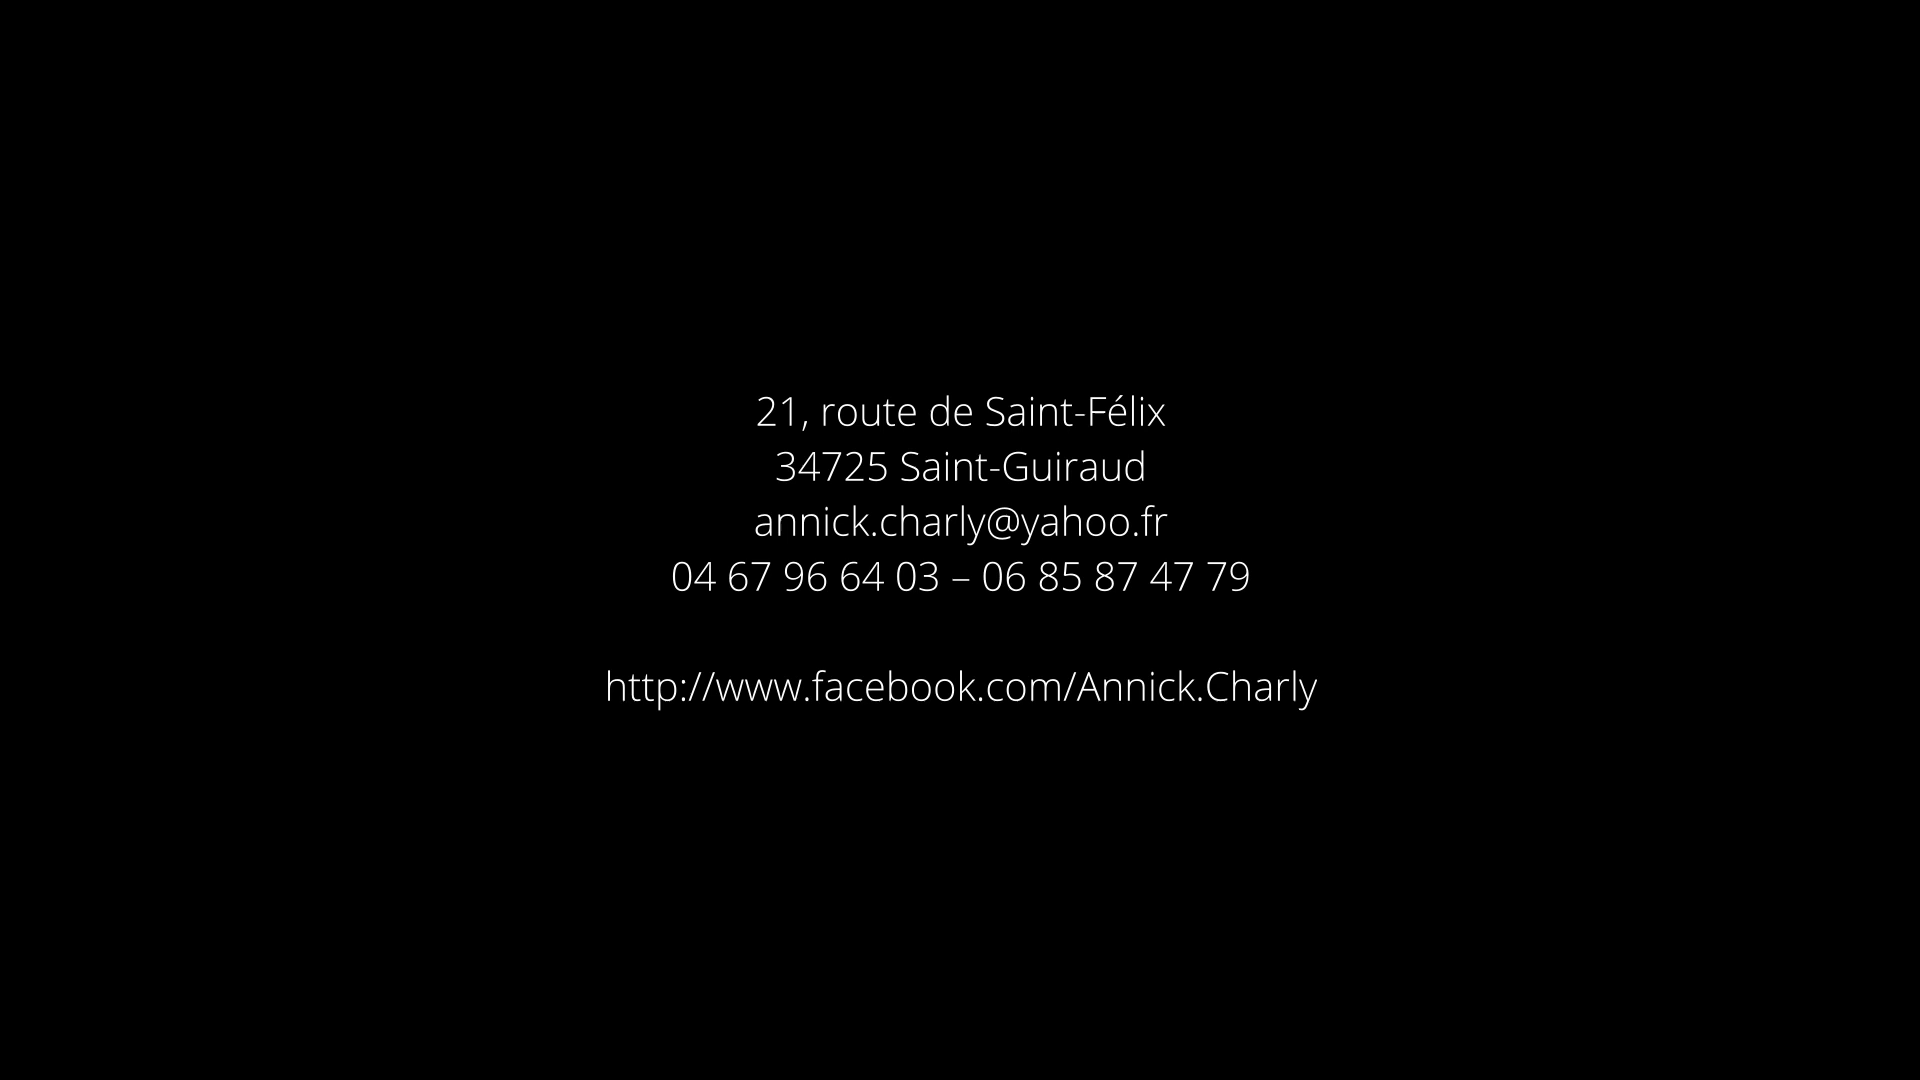 21, route de Saint-Félix
34725 Saint-Guiraud
annick.charly@yahoo.fr
04 67 96 64 03 – 06 85 87 47 79
http://www.facebook.com/Annick.Charly